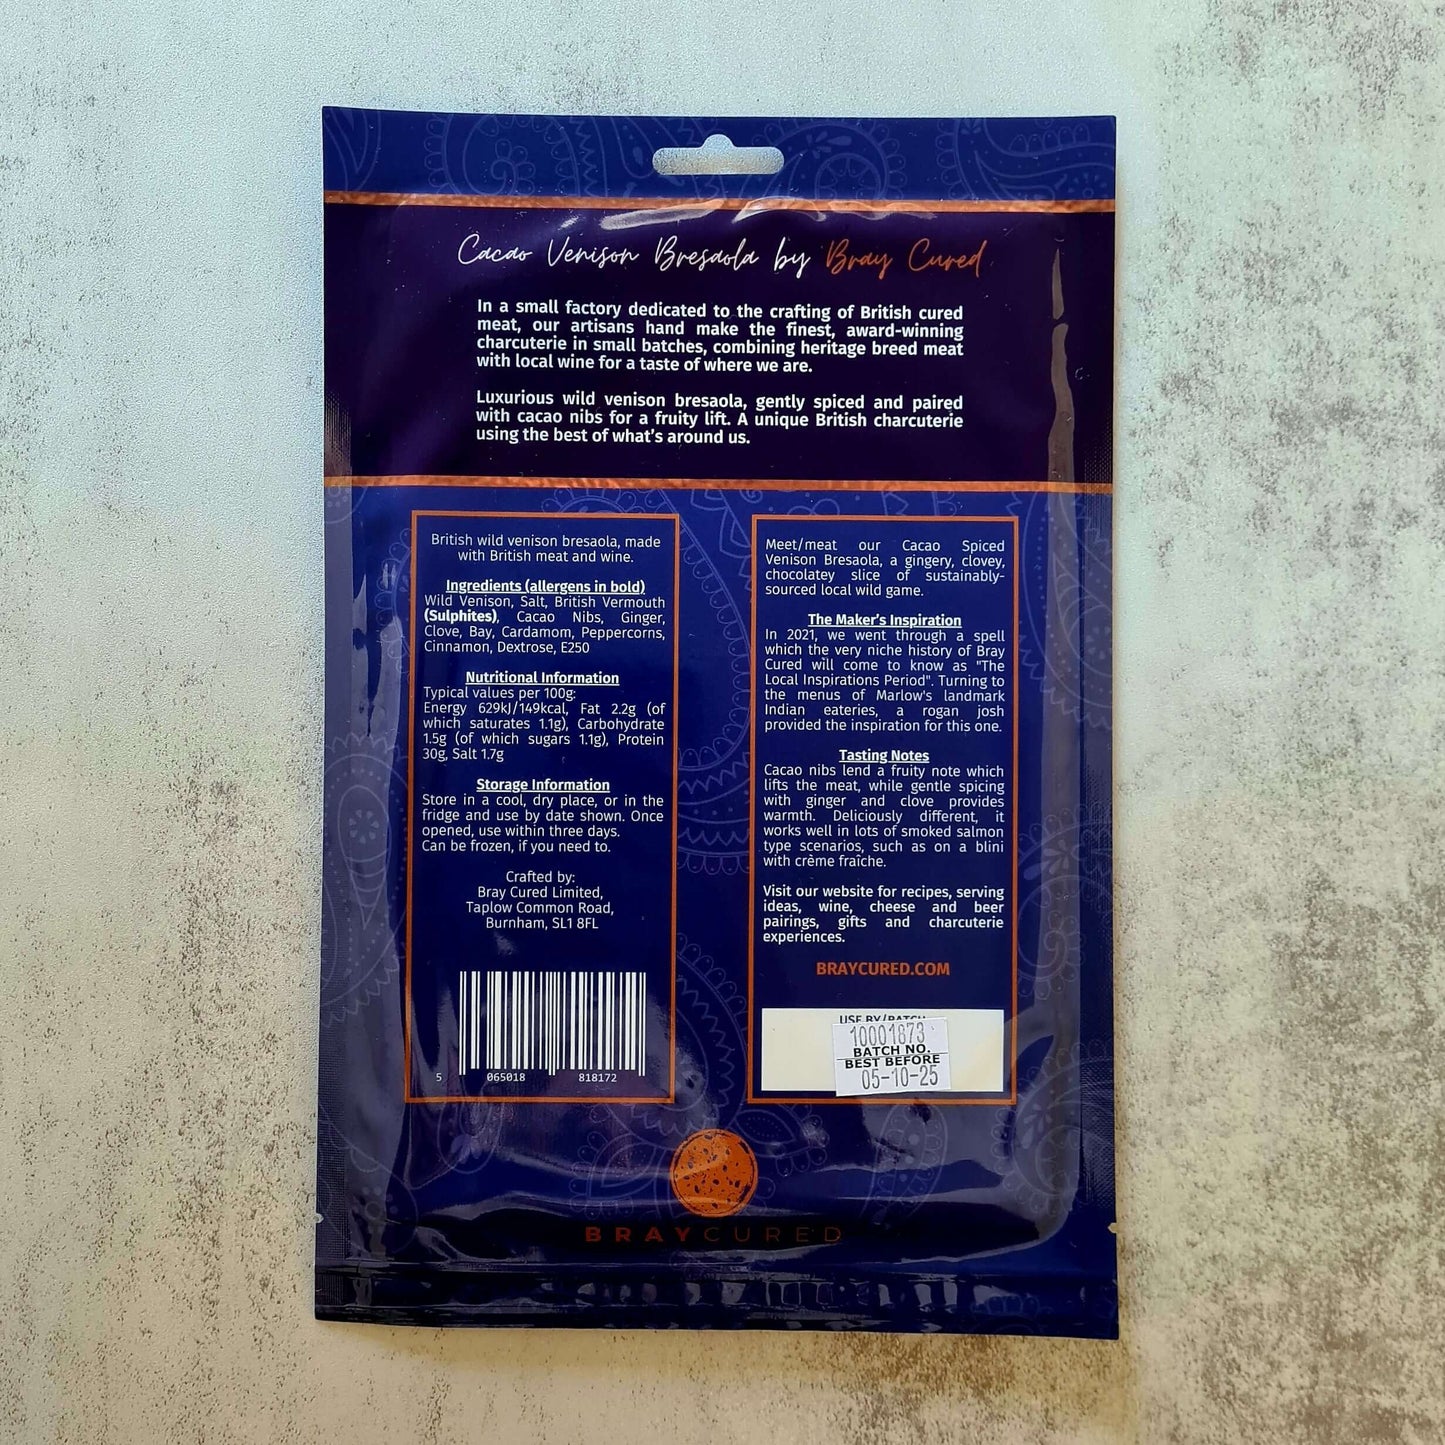 Cacao Venison Bresaola by Bray Cured
In a small factory dedicated to the crafting of British cured
meat, our artisans hand make the finest, award-winning
charcuterie in small batches, combining heritage breed meat
with local wine for a taste of where we are.
Luxurious wild venison bresaola, gently spiced and paired
with cacao nibs for a fruity lift. A unique British charcuterie
using the best of what's around us.
British wild venison bresaola, made
with British meat and wine.
Ingredients (allergens in bold)
Wild Venison, Salt, British Vermouth
(Sulphites), Cacao Nibs, Ginger,
Clove, Bay, Cardamom, Peppercorns,
Cinnamon, Dextrose, E250
Nutritional Information
Typical values per 100g:
Energy 629kJ/149kcal, Fat 2.2g (of
which saturates 1.1g), Carbohydrate
1.5g (of which sugars 1.1g), Protein
30g, Salt 1.7g
Storage Information
Store in a cool, dry place, or in the
fridge and use by date shown. Once
opened, use within three days.
Can be frozen, if you need to.
Crafted by:
Bray Cured Limited,
Taplow Common Road,
Burnham, SL1 8FL
5 065018 818172
Meet/meat our Cacao Spiced
Venison Bresaola, a gingery, clovey,
chocolatey slice of sustainably-
sourced local wild game.
The Maker's Inspiration
In 2021, we went through a spell
which the very niche history of Bray
Cured will come to know as "The
Local Inspirations Period". Turning to
the menus of Marlow's landmark
Indian eateries, a rogan josh
provided the inspiration for this one.
Tasting Notes
Cacao nibs lend a fruity note which
lifts the meat, while gentle spicing
with ginger and clove provides
warmth. Deliciously different, it
works well in lots of smoked salmon
type scenarios, such as on a blini
with crème fraîche.
Visit our website for recipes, serving
ideas, wine, cheese and beer
pairings, gifts and charcuterie
experiences.
BRAYCURED.COM
USE BY/BATCH
10001873
BATCH NO.
BEST BEFORE
05-10-25
BRAYCURED